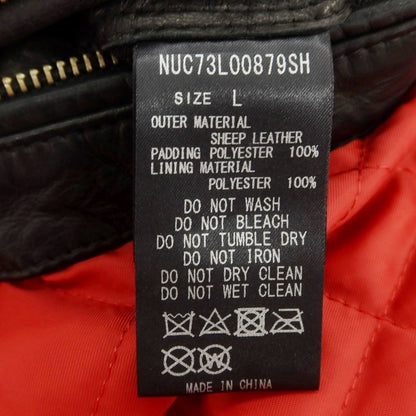 NUC73L00879SH
SIZE L
OUTER MATERIAL
SHEEP LEATHER
PADDING POLYESTER 100%
LINING MATERIAL
POLYESTER 100%
DO NOT WASH
DO NOT BLEACH
DO NOT TUMBLE DRY
DO NOT IRON
DO NOT DRY CLEAN
DO NOT WET CLEAN
MADE IN CHINA